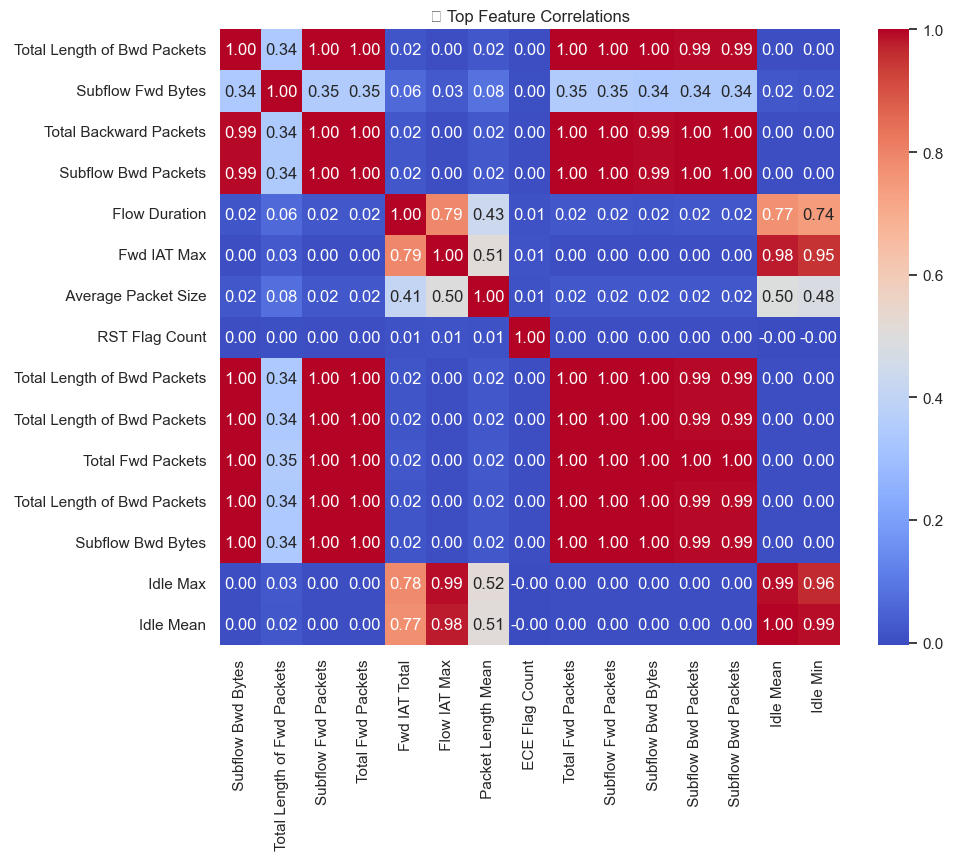 ▯ Top Feature Correlations
Total Length of Bwd Packets 1.00 0.34 1.00 1.00 0.02 0.00 0.02 0.00 1.00 1.00 1.00 0.99 0.99 0.00 0.00
Subflow Fwd Bytes 0.34 1.00 0.35 0.35 0.06 0.03 0.08 0.00 0.35 0.35 0.34 0.34 0.34 0.02 0.02
Total Backward Packets 0.99 0.34 1.00 1.00 0.02 0.00 0.02 0.00 1.00 1.00 0.99 1.00 1.00 0.00 0.00
Subflow Bwd Packets 0.99 0.34 1.00 1.00 0.02 0.00 0.02 0.00 1.00 1.00 0.99 1.00 1.00 0.00 0.00
Flow Duration 0.02 0.06 0.02 0.02 1.00 0.79 0.43 0.01 0.02 0.02 0.02 0.02 0.02 0.77 0.74
Fwd IAT Max 0.00 0.03 0.00 0.00 0.79 1.00 0.51 0.01 0.00 0.00 0.00 0.00 0.00 0.98 0.95
Average Packet Size 0.02 0.08 0.02 0.02 0.41 0.50 1.00 0.01 0.02 0.02 0.02 0.02 0.02 0.50 0.48
RST Flag Count 0.00 0.00 0.00 0.00 0.01 0.01 0.01 1.00 0.00 0.00 0.00 0.00 0.00 -0.00 -0.00
Total Length of Bwd Packets 1.00 0.34 1.00 1.00 0.02 0.00 0.02 0.00 1.00 1.00 1.00 0.99 0.99 0.00 0.00
Total Length of Bwd Packets 1.00 0.34 1.00 1.00 0.02 0.00 0.02 0.00 1.00 1.00 1.00 0.99 0.99 0.00 0.00
Total Fwd Packets 1.00 0.35 1.00 1.00 0.02 0.00 0.02 0.00 1.00 1.00 1.00 1.00 1.00 0.00 0.00
Total Length of Bwd Packets 1.00 0.34 1.00 1.00 0.02 0.00 0.02 0.00 1.00 1.00 1.00 0.99 0.99 0.00 0.00
Subflow Bwd Bytes 1.00 0.34 1.00 1.00 0.02 0.00 0.02 0.00 1.00 1.00 1.00 0.99 0.99 0.00 0.00
Idle Max 0.00 0.03 0.00 0.00 0.78 0.99 0.52 -0.00 0.00 0.00 0.00 0.00 0.00 0.99 0.96
Idle Mean 0.00 0.02 0.00 0.00 0.77 0.98 0.51 -0.00 0.00 0.00 0.00 0.00 0.00 1.00 0.99
Subflow Bwd Bytes
Total Length of Fwd Packets
Subflow Fwd Packets
Total Fwd Packets
Fwd IAT Total
Flow IAT Max
Packet Length Mean
ECE Flag Count
Total Fwd Packets
Subflow Fwd Packets
Subflow Bwd Bytes
Subflow Bwd Packets
Subflow Bwd Packets
Idle Mean
Idle Min
1.0
0.8
0.6
0.4
0.2
0.0